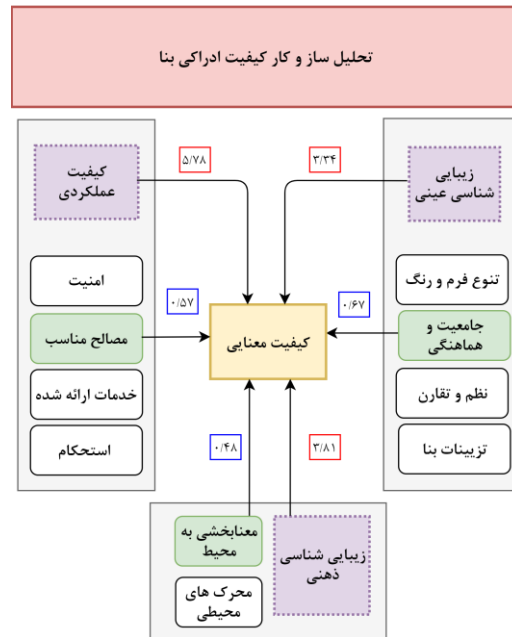 تحلیل ساز و کار کیفیت ادراکی بنا
زیبایی
شناسی عینی
۳/۳۴
۵/۷۸
کیفیت
عملکردی
تنوع فرم و رنگ
جامعیت و
هماهنگی
نظم و تقارن
تزیینات بنا
۰/۶۷
کیفیت معنایی
۰/۵۷
امنیت
مصالح مناسب
خدمات ارائه شده
استحکام
۳/۸۱
۰/۴۸
زیبایی شناسی
ذهنی
معنابخشی به
محیط
محرک های
محیطی